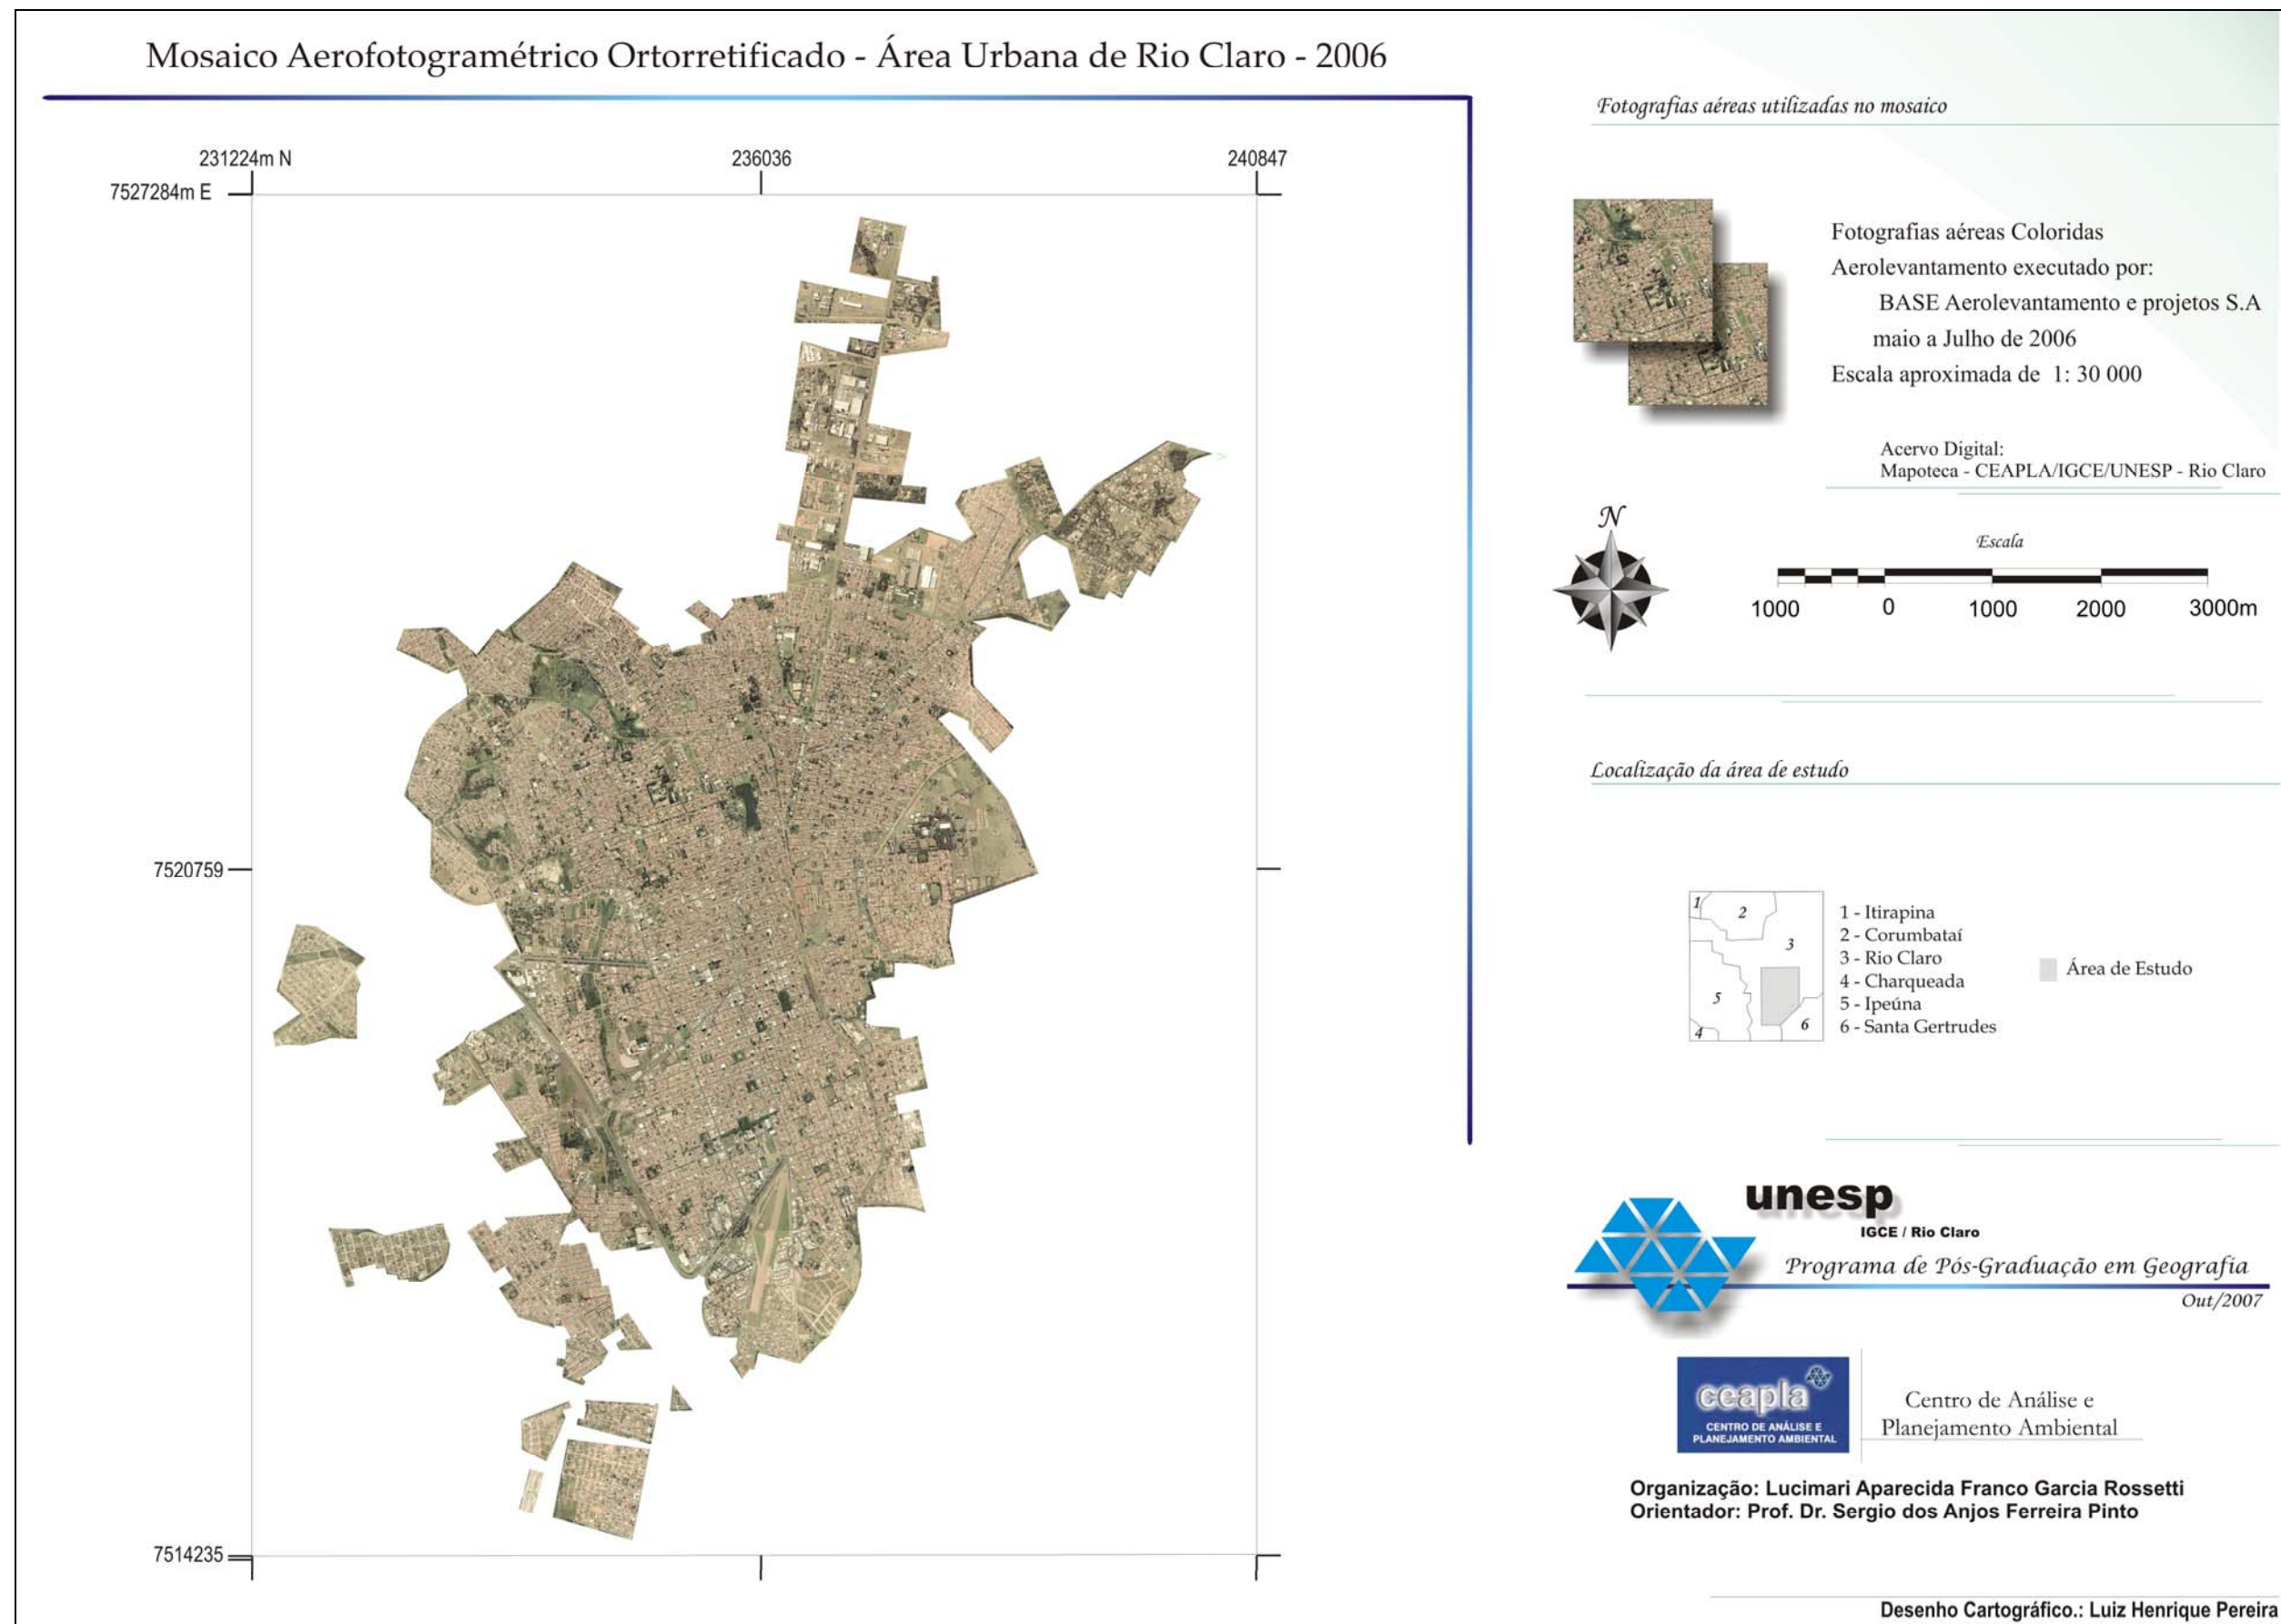 Mosaico Aerofotogramétrico Ortorretificado - Área Urbana de Rio Claro - 2006
231224m N
236036
240847
7527284m E
7520759
7514235
Fotografias aéreas utilizadas no mosaico
Fotografias aéreas Coloridas
Aerolevantamento executado por:
BASE Aerolevantamento e projetos S.A
maio a Julho de 2006
Escala aproximada de 1: 30 000
Acervo Digital:
Mapoteca - CEAPLA/IGCE/UNESP - Rio Claro
N
Escala
1000 0 1000 2000 3000m
Localização da área de estudo
1
2
3
5
4
6
1 - Itirapina
2 - Corumbataí
3 - Rio Claro
4 - Charqueada
5 - Ipeúna
6 - Santa Gertrudes
Área de Estudo
unesp
IGCE / Rio Claro
Programa de Pós-Graduação em Geografia
Out/2007
ceapla
CENTRO DE ANÁLISE E
PLANEJAMENTO AMBIENTAL
Centro de Análise e
Planejamento Ambiental
Organização: Lucimari Aparecida Franco Garcia Rossetti
Orientador: Prof. Dr. Sergio dos Anjos Ferreira Pinto
Desenho Cartográfico.: Luiz Henrique Pereira